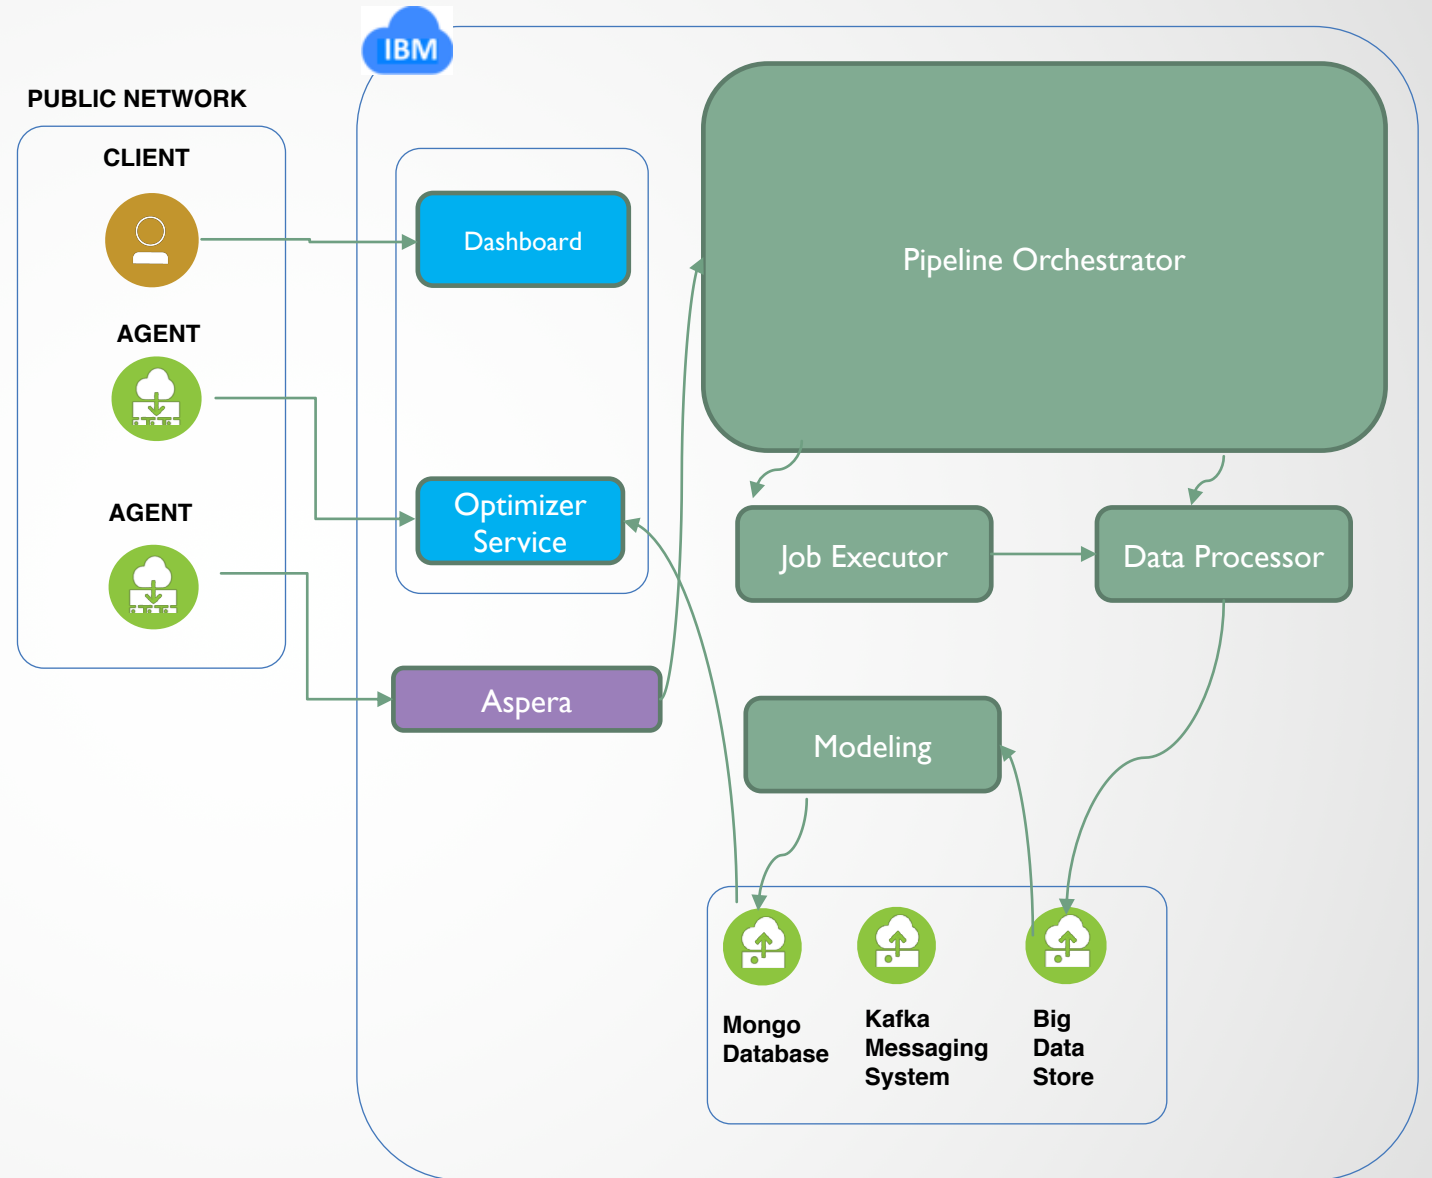 IBM
PUBLIC NETWORK
CLIENT
AGENT
AGENT
Dashboard
Optimizer
Service
Aspera
Pipeline Orchestrator
Job Executor
Data Processor
Modeling
Mongo
Database
Kafka
Messaging
System
Big
Data
Store